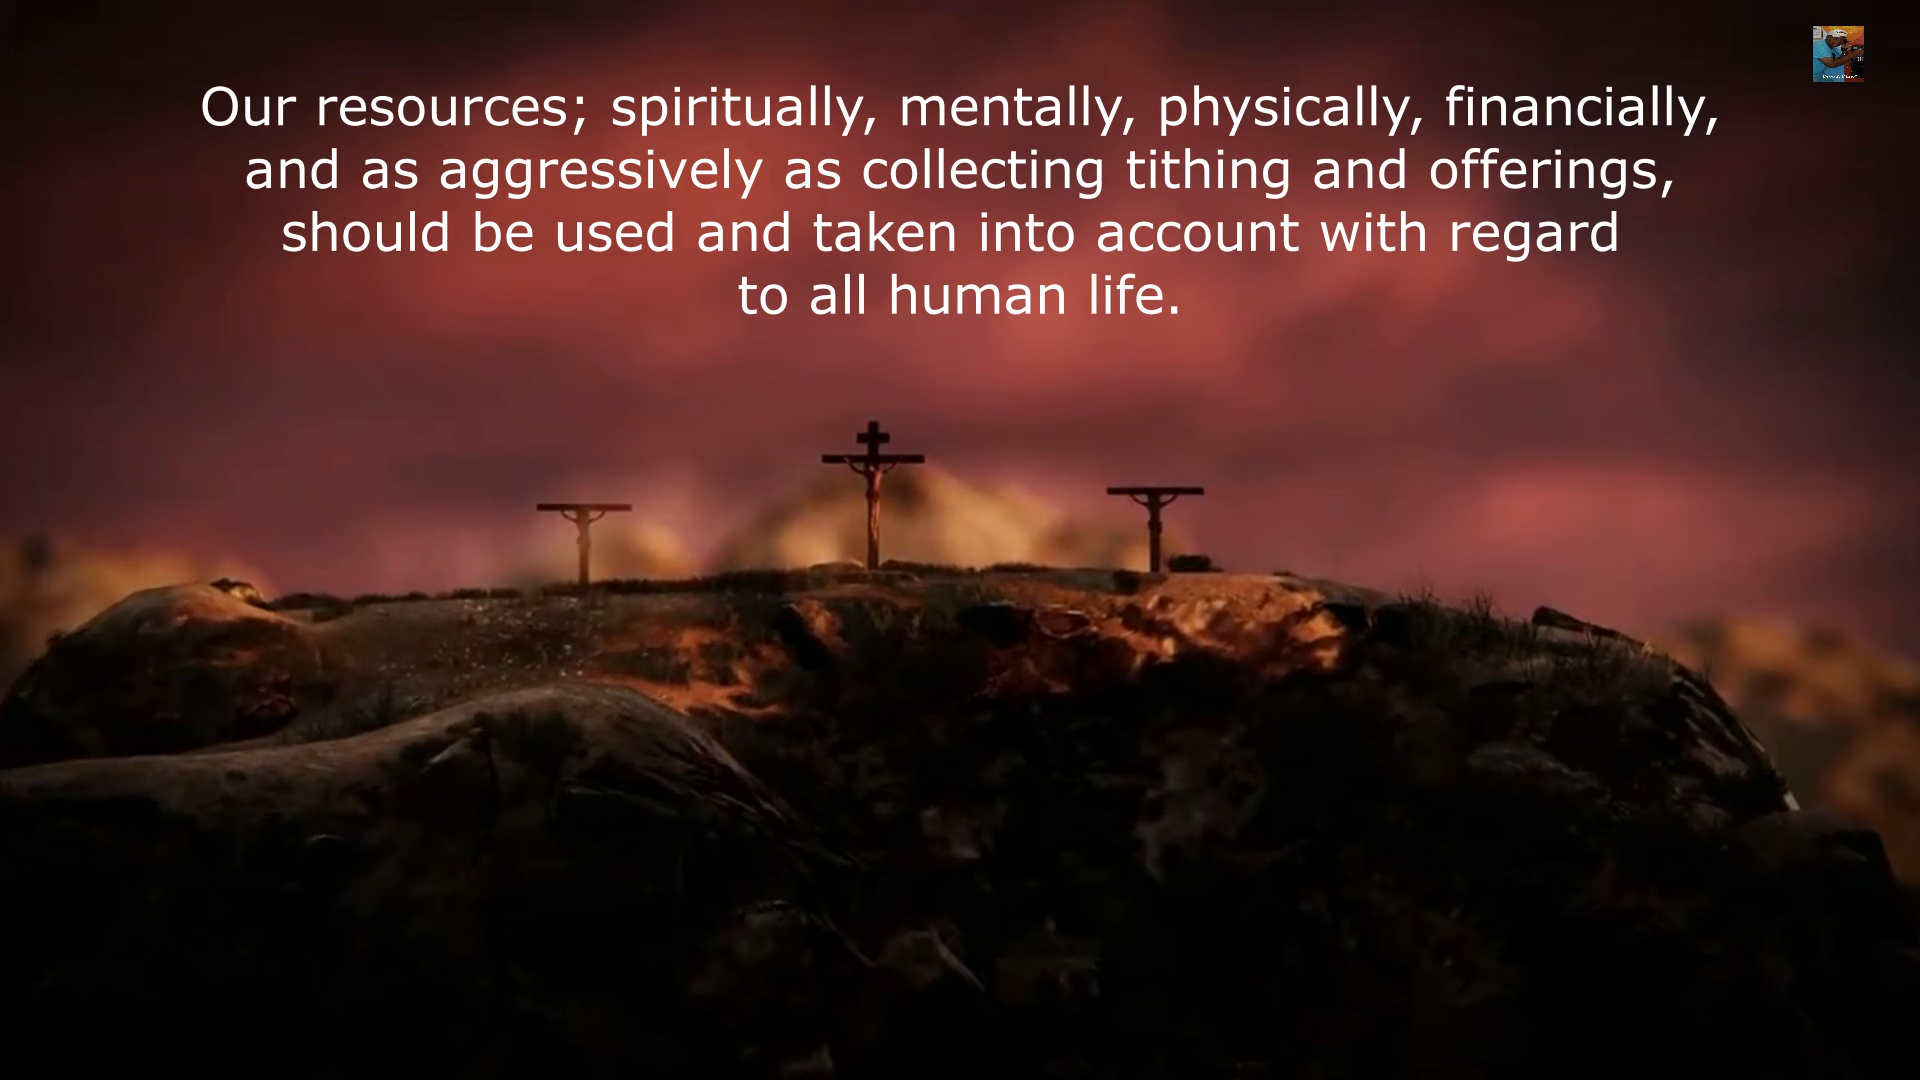 Our resources; spiritually, mentally, physically, financially,
and as aggressively as collecting tithing and offerings,
should be used and taken into account with regard
to all human life.